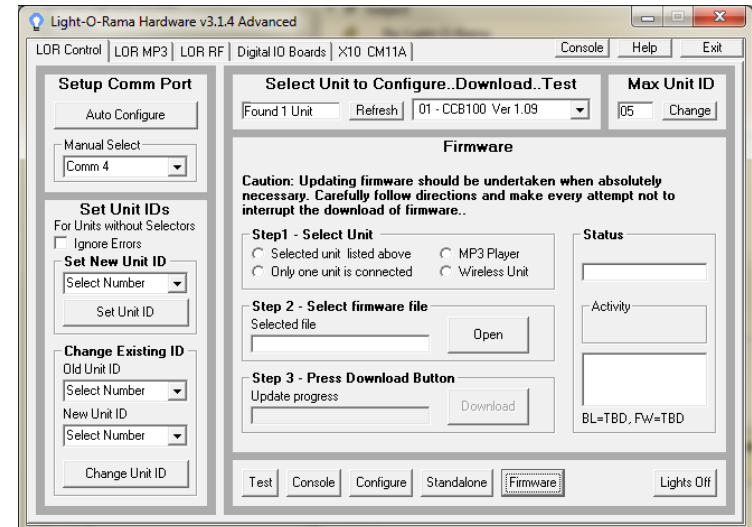 Light-O-Rama Hardware v3.1.4 Advanced
LOR Control LOR MP3 LOR RF Digital IO Boards X10 CM11A Console Help Exit
Setup Comm Port
Auto Configure
Manual Select
Comm 4
Set Unit IDs
For Units without Selectors
Ignore Errors
Set New Unit ID
Select Number
Set Unit ID
Change Existing ID
Old Unit ID
Select Number
New Unit ID
Select Number
Change Unit ID
Select Unit to Configure..Download..Test
Found 1 Unit Refresh 01 - CCB100 Ver 1.09
Max Unit ID
05 Change
Firmware
Caution: Updating firmware should be undertaken when absolutely
necessary. Carefully follow directions and make every attempt not to
interrupt the download of firmware..
Step1 - Select Unit
Selected unit listed above MP3 Player
Only one unit is connected Wireless Unit
Step 2 - Select firmware file
Selected file
Open
Step 3 - Press Download Button
Update progress
Download
Status
Activity
BL=TBD, FW=TBD
Test Console Configure Standalone Firmware Lights Off